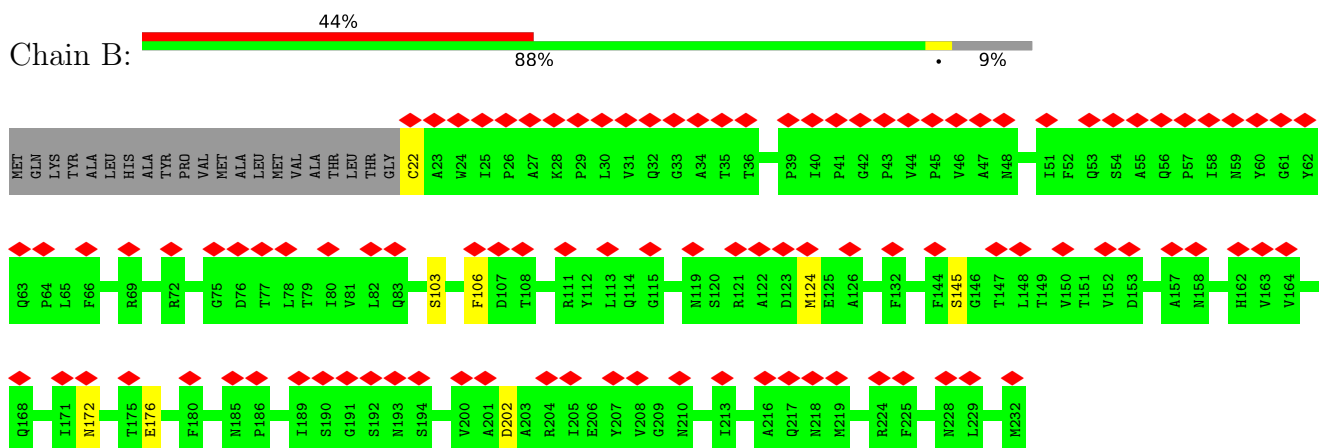 44%
Chain B:
88% • 9%
MET GLN LYS TYR ALA LEU HIS ALA TYR PRO VAL MET ALA LEU MET VAL ALA THR LEU THR GLY C22 A23 W24 I25 P26 A27 K28 P29 L30 V31 Q32 G33 A34 T35 T36 P39 I40 P41 G42 P43 V44 P45 V46 A47 N48 I51 F52 Q53 S54 A55 Q56 P57 I58 N59 Y60 G61 Y62
Q63 P64 L65 F66 R69 R72 G75 D76 T77 L78 T79 I80 V81 L82 Q83 S103 F106 D107 T108 R111 Y112 L113 Q114 G115 N119 S120 R121 A122 D123 M124 E125 A126 F132 F144 S145 G146 T147 L148 T149 V150 T151 V152 D153 A157 N158 H162 V163 V164
Q168 I171 N172 T175 E176 F180 N185 P186 I189 S190 G191 S192 N193 S194 V200 A201 D202 A203 R204 I205 E206 Y207 V208 G209 N210 I213 A216 Q217 N218 M219 R224 F225 N228 L229 M232